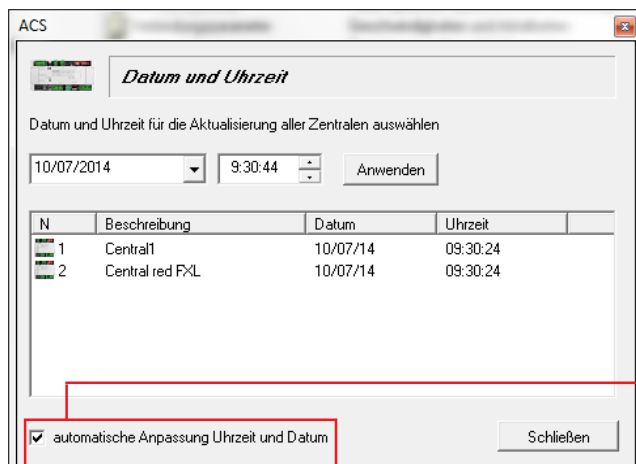 ACS
Datum und Uhrzeit
Datum und Uhrzeit für die Aktualisierung aller Zentralen auswählen
10/07/2014 9:30:44 Anwenden
N Beschreibung Datum Uhrzeit
1 Central1 10/07/14 09:30:24
2 Central red FXL 10/07/14 09:30:24
automatische Anpassung Uhrzeit und Datum Schließen